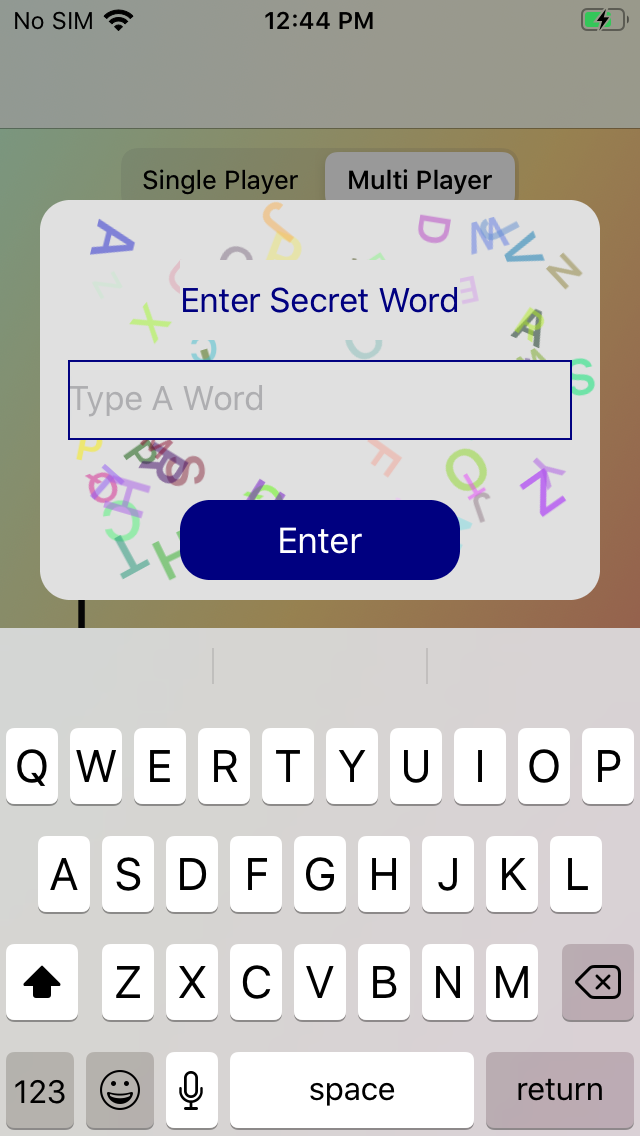 No SIM 12:44 PM
Single Player Multi Player
Enter Secret Word
Type A Word
Enter
Q W E R T Y U I O P
A S D F G H J K L
Z X C V B N M
123 space return